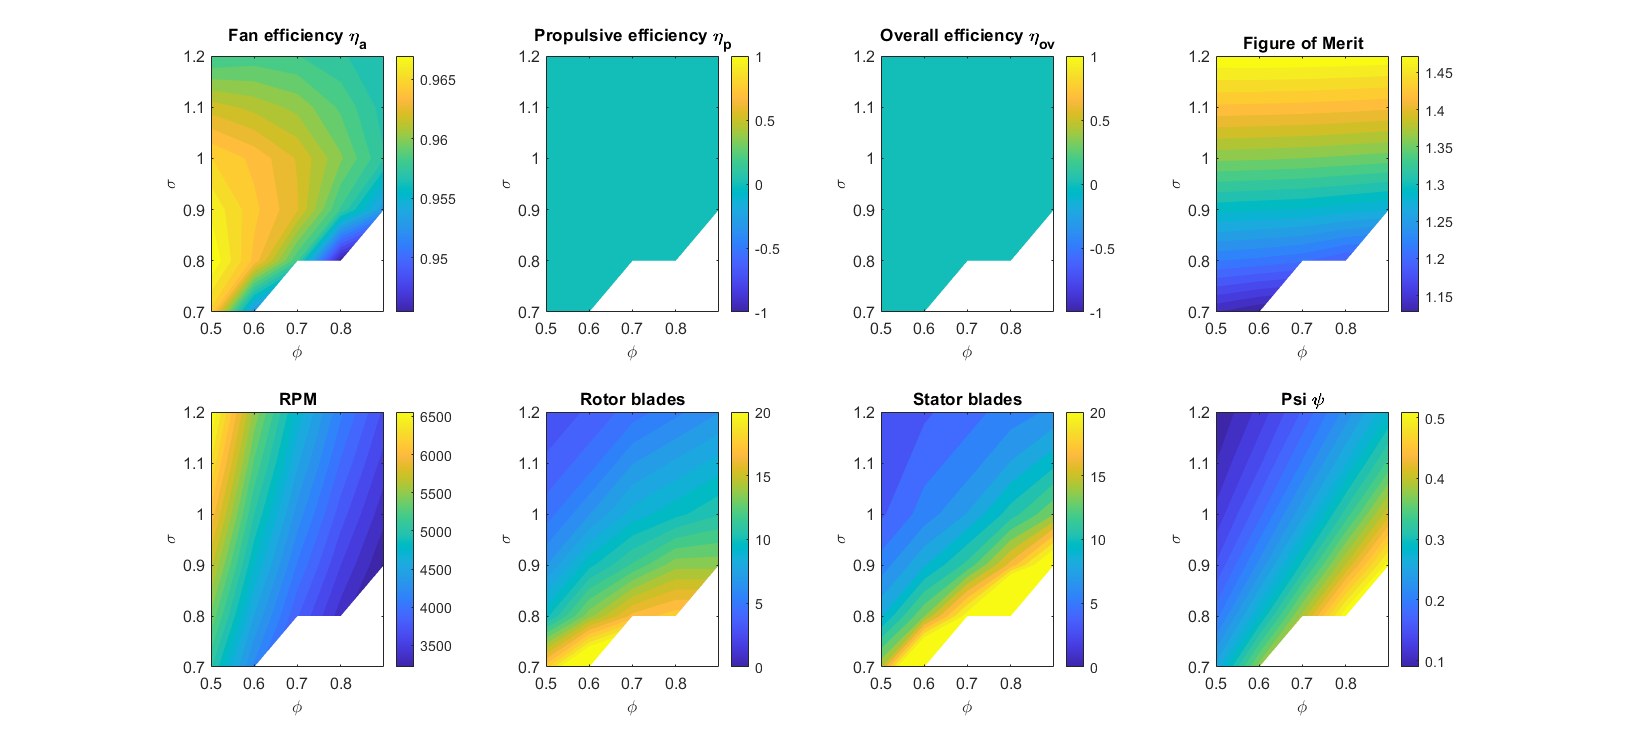 Fan efficiency ηa
1.2
1.1
1
0.9
0.8
0.7
0.5 0.6 0.7 0.8
σ
ϕ
0.965
0.96
0.955
0.95
Propulsive efficiency ηp
1.2
1.1
1
0.9
0.8
0.7
0.5 0.6 0.7 0.8
σ
ϕ
1
0.5
0
-0.5
-1
Overall efficiency ηov
1.2
1.1
1
0.9
0.8
0.7
0.5 0.6 0.7 0.8
σ
ϕ
1
0.5
0
-0.5
-1
Figure of Merit
1.2
1.1
1
0.9
0.8
0.7
0.5 0.6 0.7 0.8
σ
ϕ
1.45
1.4
1.35
1.3
1.25
1.2
1.15
RPM
1.2
1.1
1
0.9
0.8
0.7
0.5 0.6 0.7 0.8
σ
ϕ
6500
6000
5500
5000
4500
4000
3500
Rotor blades
1.2
1.1
1
0.9
0.8
0.7
0.5 0.6 0.7 0.8
σ
ϕ
20
15
10
5
0
Stator blades
1.2
1.1
1
0.9
0.8
0.7
0.5 0.6 0.7 0.8
σ
ϕ
20
15
10
5
0
Psi ψ
1.2
1.1
1
0.9
0.8
0.7
0.5 0.6 0.7 0.8
σ
ϕ
0.5
0.4
0.3
0.2
0.1